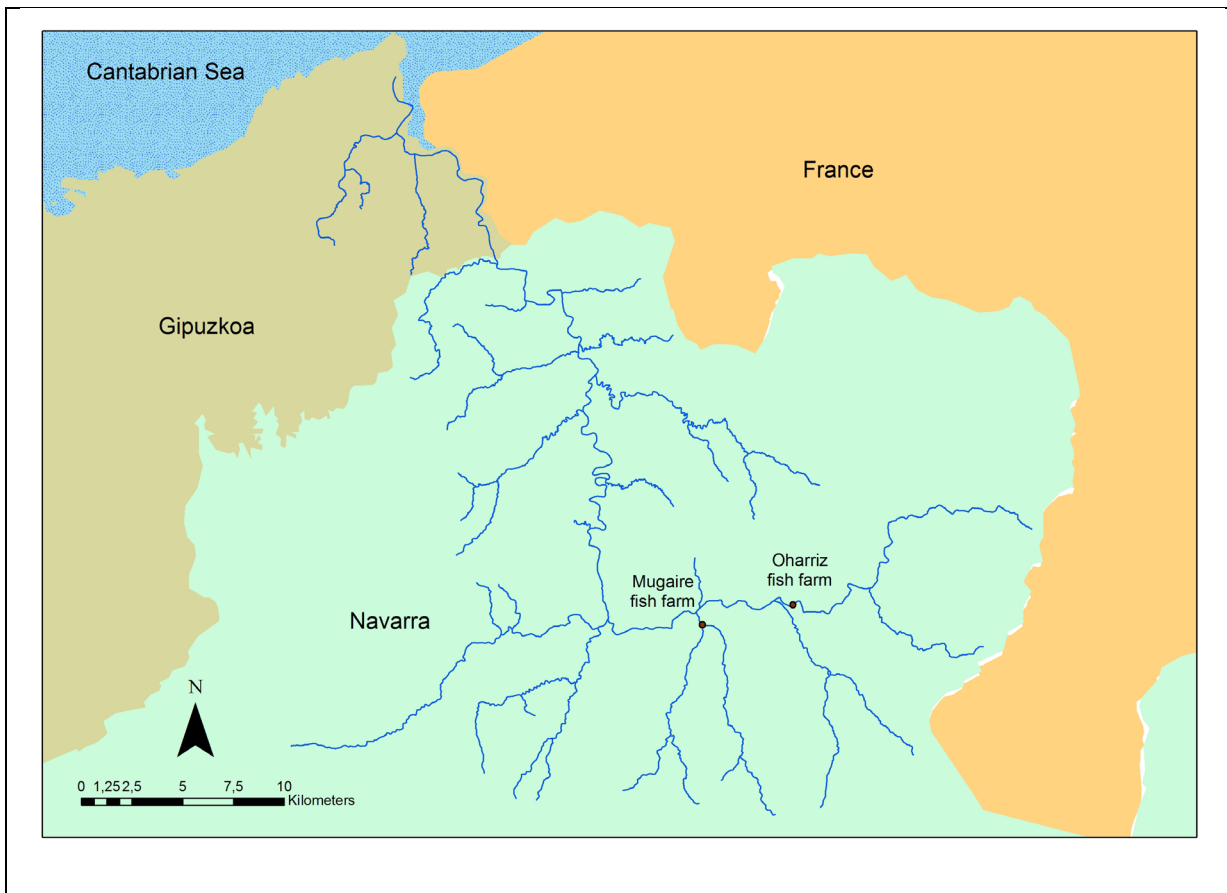 Cantabrian Sea
France
Gipuzkoa
Oharriz
fish farm
Mugaire
fish farm
Navarra
N
0 1,25 2,5 5 7,5 10
Kilometers